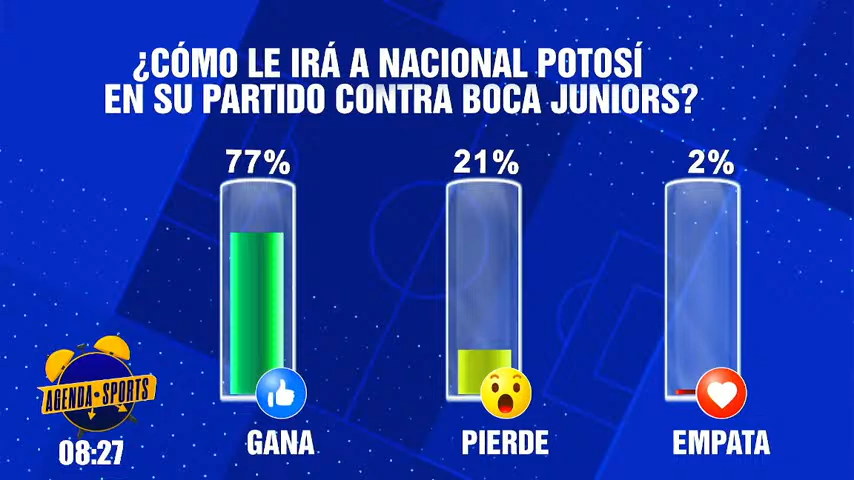 ¿CÓMO LE IRÁ A NACIONAL POTOSÍ
EN SU PARTIDO CONTRA BOCA JUNIORS?
77% 21% 2%
AGENDA·SPORTS
08:27
GANA PIERDE EMPATA